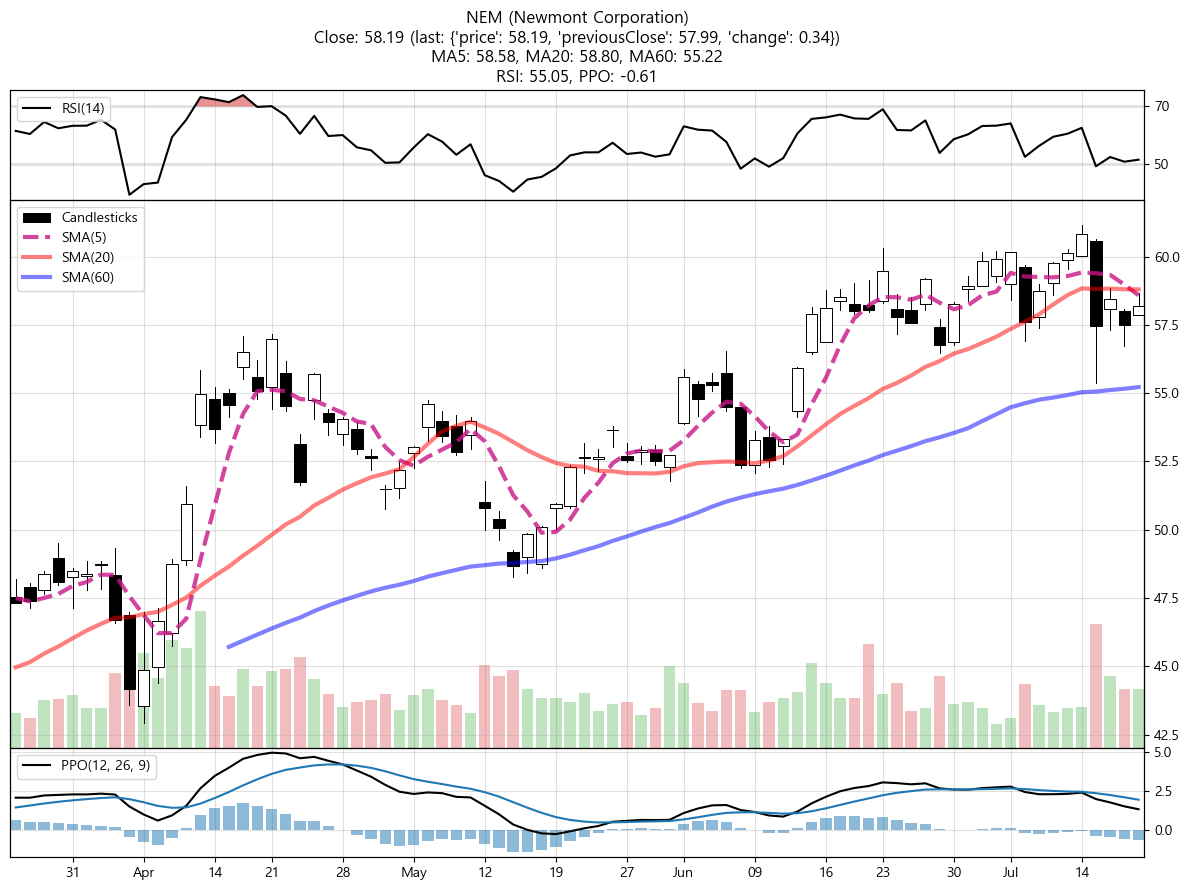 NEM (Newmont Corporation)
Close: 58.19 (last: {'price': 58.19, 'previousClose': 57.99, 'change': 0.34})
MA5: 58.58, MA20: 58.80, MA60: 55.22
RSI: 55.05, PPO: -0.61
RSI(14)
70
50
Candlesticks
SMA(5)
SMA(20)
SMA(60)
60.0
57.5
55.0
52.5
50.0
47.5
45.0
42.5
PPO(12, 26, 9)
5.0
2.5
0.0
31 Apr 14 21 28 May 12 19 27 Jun 09 16 23 30 Jul 14